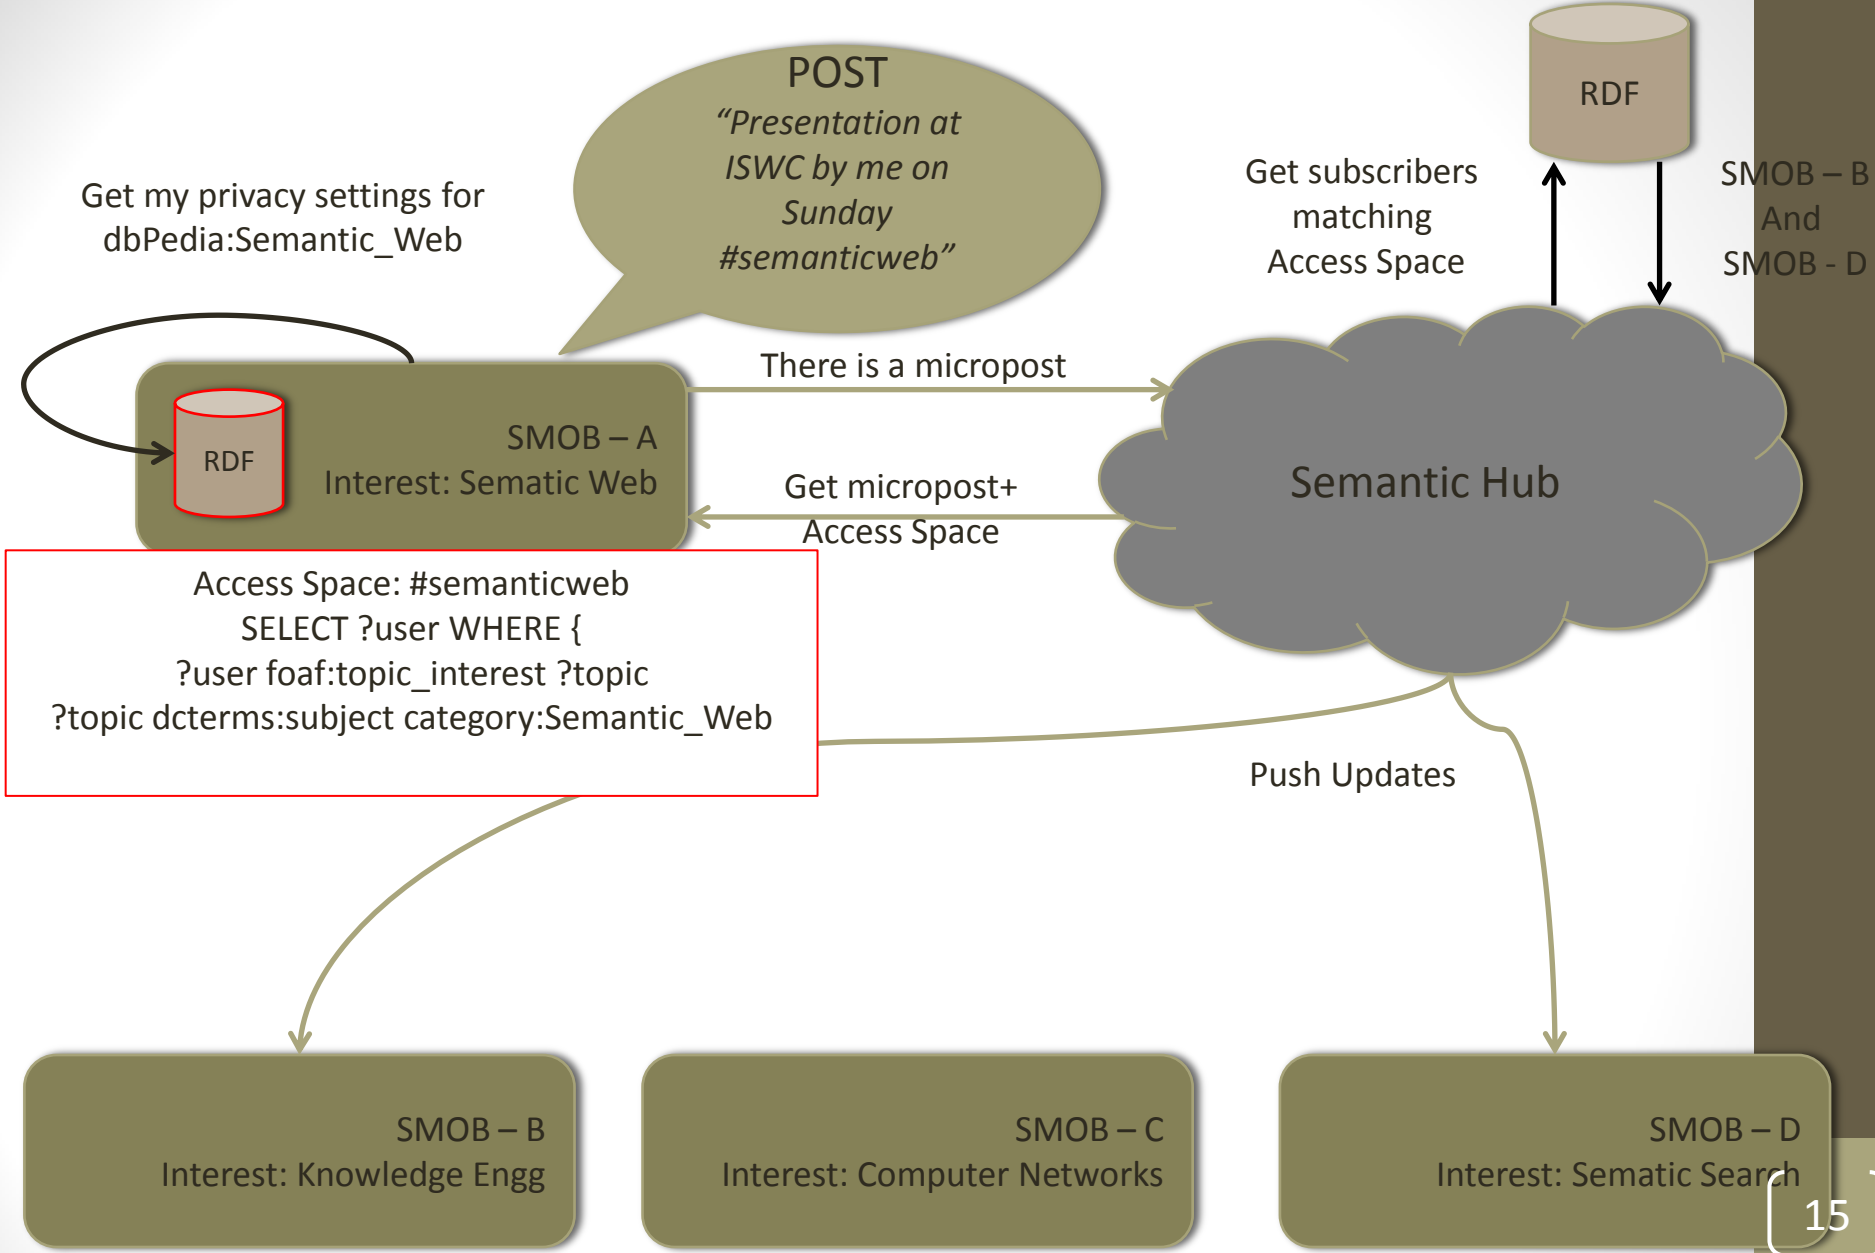 POST
“Presentation at
ISWC by me on
Sunday
#semanticweb”
RDF
Get my privacy settings for
dbPedia:Semantic_Web
Get subscribers
matching
Access Space
SMOB – B
And
SMOB - D
There is a micropost
RDF
SMOB – A
Interest: Sematic Web
Get micropost+
Access Space
Semantic Hub
Access Space: #semanticweb
SELECT ?user WHERE {
?user foaf:topic_interest ?topic
?topic dcterms:subject category:Semantic_Web
Push Updates
SMOB – B
Interest: Knowledge Engg
SMOB – C
Interest: Computer Networks
SMOB – D
Interest: Sematic Search
15